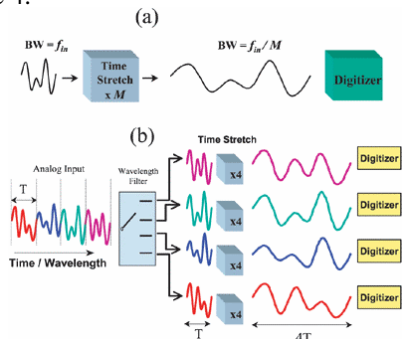 (a)
BW = fin
BW = fin/M
Time
Stretch
x M
Digitizer
(b)
Time Stretch
Analog Input
Wavelength
Filter
T
Time / Wavelength
x4
Digitizer
x4
Digitizer
x4
Digitizer
x4
Digitizer
T
4T